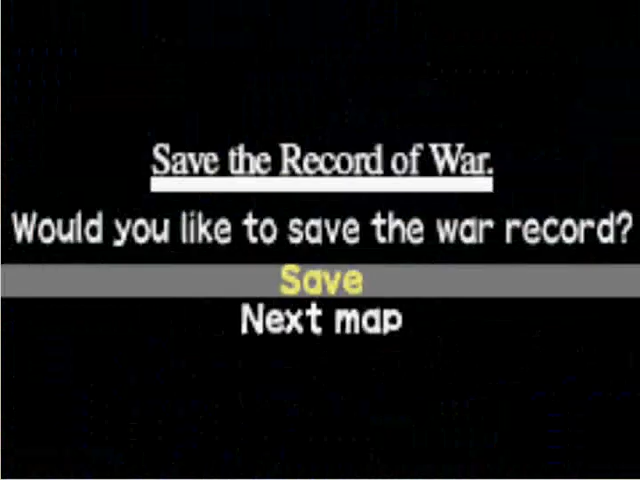 Save the Record of War.
Would you like to save the war record?
Save
Next map